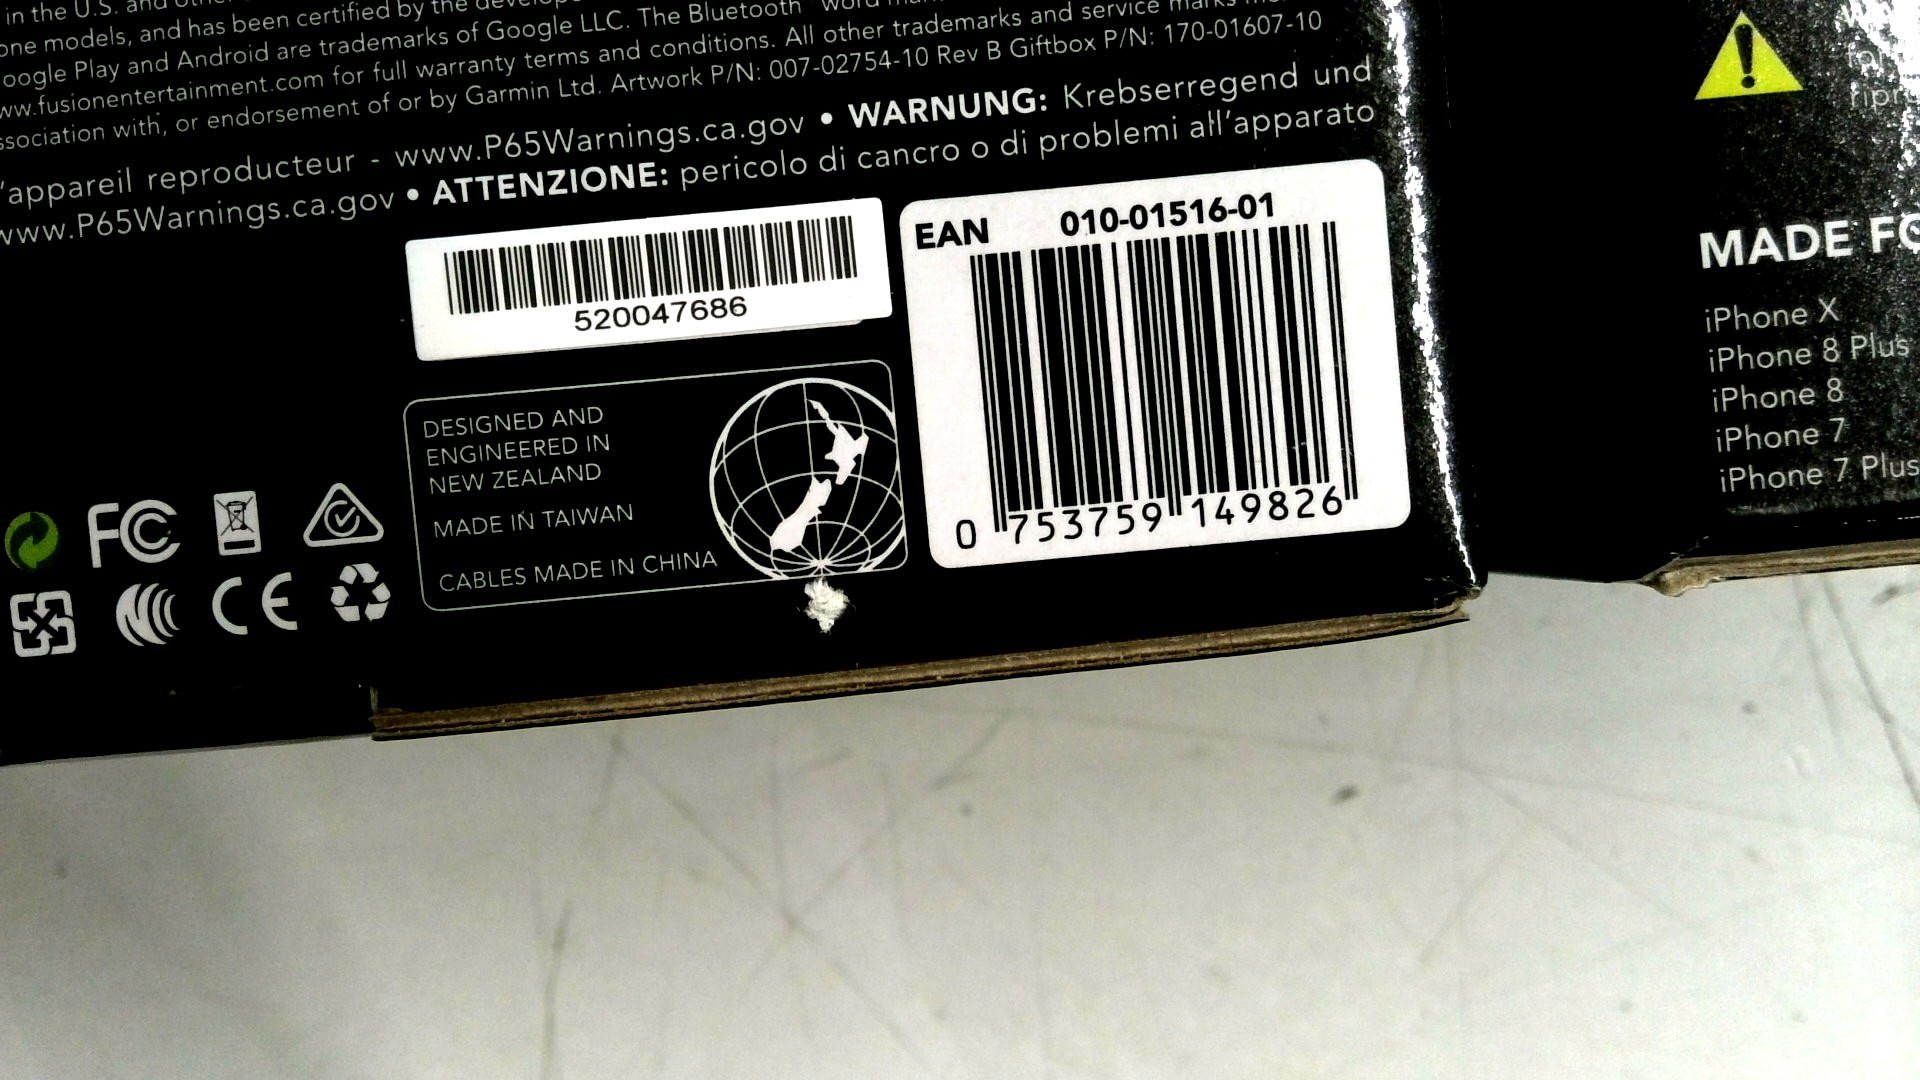 in the U.S. and
one models, and has been certified by the
oogle Play and Android are trademarks of Google LLC. The Bluetooth word
ww.fusionentertainment.com for full warranty terms and conditions. All other trademarks and service marks
ssociation with, or endorsement of or by Garmin Ltd. Artwork P/N: 007-02754-10 Rev B Giftbox P/N: 170-01607-10
'appareil reproducteur - www.P65Warnings.ca.gov • WARNUNG: Krebserregend und
www.P65Warnings.ca.gov • ATTENZIONE: pericolo di cancro o di problemi all'apparato
520047686
EAN 010-01516-01
0 753759 149826
DESIGNED AND
ENGINEERED IN
NEW ZEALAND
MADE IN TAIWAN
CABLES MADE IN CHINA
FC
CE
MADE FO
iPhone X
iPhone 8 Plus
iPhone 8
iPhone 7
iPhone 7 Plus